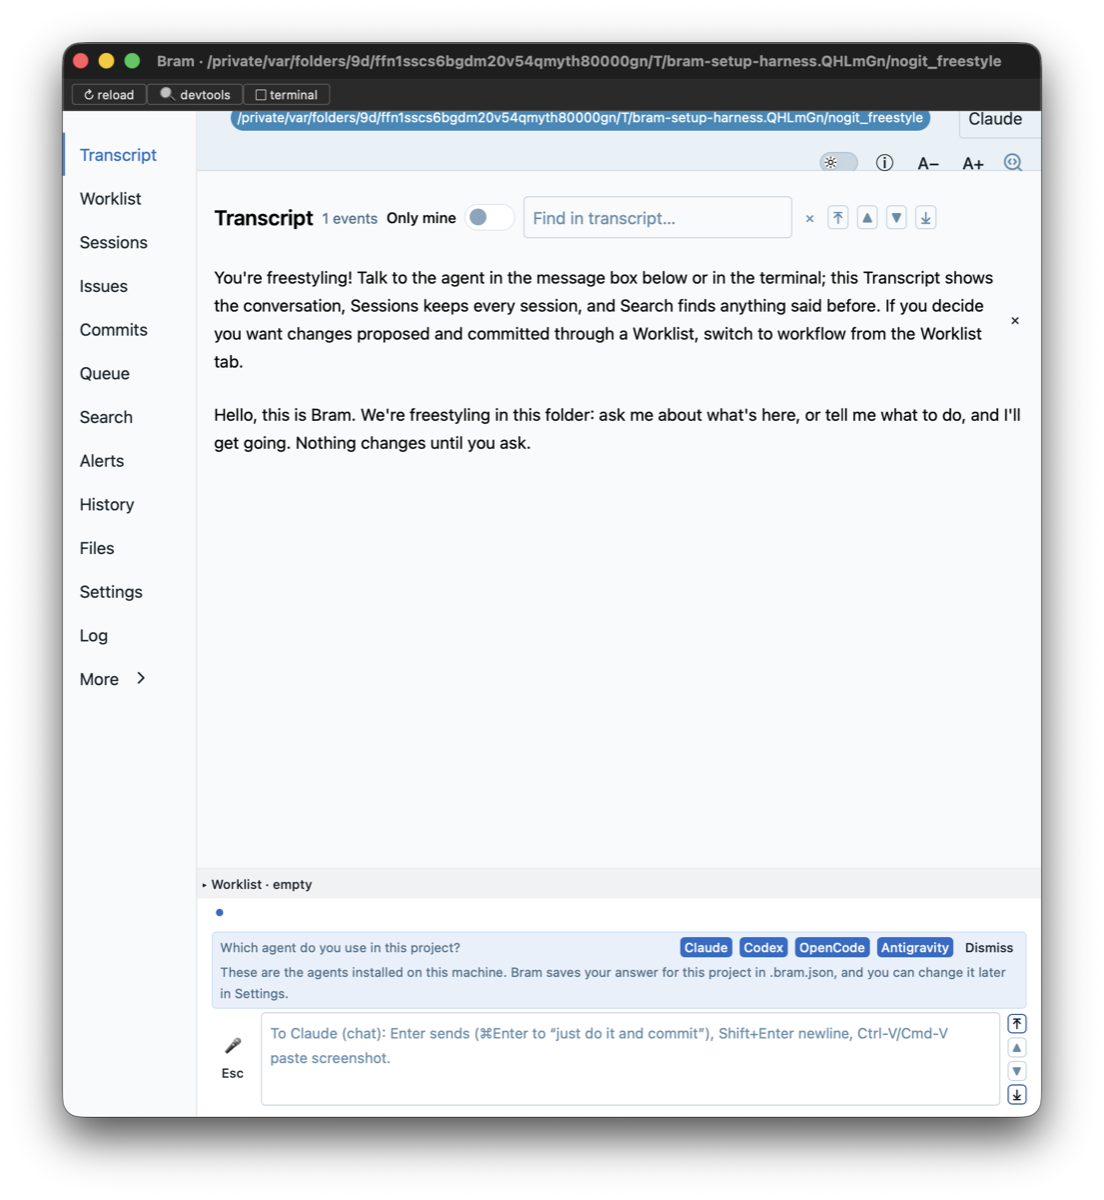 Bram · /private/var/folders/9d/ffn1sscs6bgdm20v54qmyth80000gn/T/bram-setup-harness.QHLmGn/nogit_freestyle
reload devtools terminal
/private/var/folders/9d/ffn1sscs6bgdm20v54qmyth80000gn/T/bram-setup-harness.QHLmGn/nogit_freestyle Claude
A− A+
Transcript
Worklist
Sessions
Issues
Commits
Queue
Search
Alerts
History
Files
Settings
Log
More
Transcript 1 events Only mine Find in transcript...
You're freestyling! Talk to the agent in the message box below or in the terminal; this Transcript shows
the conversation, Sessions keeps every session, and Search finds anything said before. If you decide
you want changes proposed and committed through a Worklist, switch to workflow from the Worklist
tab.
Hello, this is Bram. We're freestyling in this folder: ask me about what's here, or tell me what to do, and I'll
get going. Nothing changes until you ask.
Worklist · empty
Which agent do you use in this project? Claude Codex OpenCode Antigravity Dismiss
These are the agents installed on this machine. Bram saves your answer for this project in .bram.json, and you can change it later
in Settings.
Esc
To Claude (chat): Enter sends (⌘Enter to “just do it and commit”), Shift+Enter newline, Ctrl-V/Cmd-V
paste screenshot.